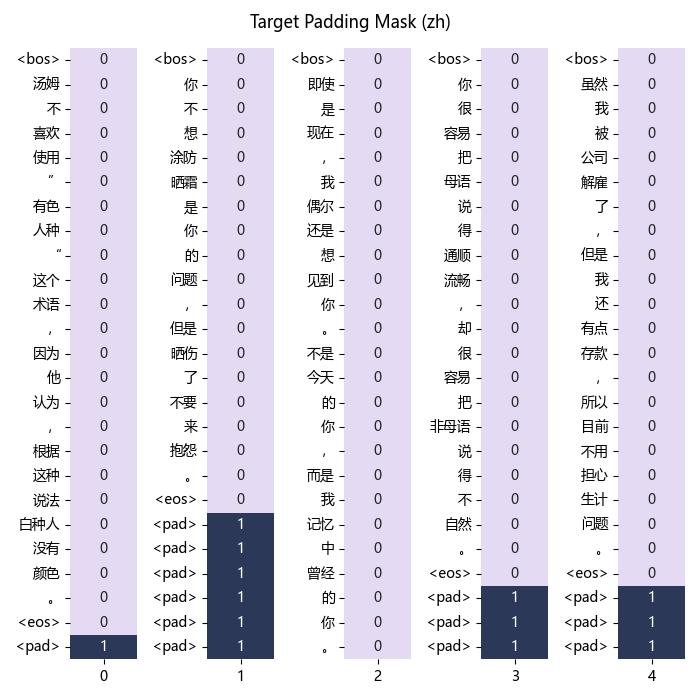 Target Padding Mask (zh)
<bos> 0
汤姆 0
不 0
喜欢 0
使用 0
” 0
有色 0
人种 0
“ 0
这个 0
术语 0
， 0
因为 0
他 0
认为 0
， 0
根据 0
这种 0
说法 0
白种人 0
没有 0
颜色 0
。 0
<eos> 0
<pad> 1
0
<bos> 0
你 0
不 0
想 0
涂防 0
晒霜 0
是 0
你 0
的 0
问题 0
， 0
但是 0
晒伤 0
了 0
不要 0
来 0
抱怨 0
。 0
<eos> 0
<pad> 1
<pad> 1
<pad> 1
<pad> 1
<pad> 1
<pad> 1
1
<bos> 0
即使 0
是 0
现在 0
， 0
我 0
偶尔 0
还是 0
想 0
见到 0
你 0
。 0
不是 0
今天 0
的 0
你 0
， 0
而是 0
我 0
记忆 0
中 0
曾经 0
的 0
你 0
。 0
2
<bos> 0
你 0
很 0
容易 0
把 0
母语 0
说 0
得 0
通顺 0
流畅 0
， 0
却 0
很 0
容易 0
把 0
非母语 0
说 0
得 0
不 0
自然 0
。 0
<eos> 0
<pad> 1
<pad> 1
<pad> 1
3
<bos> 0
虽然 0
我 0
被 0
公司 0
解雇 0
了 0
， 0
但是 0
我 0
还 0
有点 0
存款 0
， 0
所以 0
目前 0
不用 0
担心 0
生计 0
问题 0
。 0
<eos> 0
<pad> 1
<pad> 1
<pad> 1
4